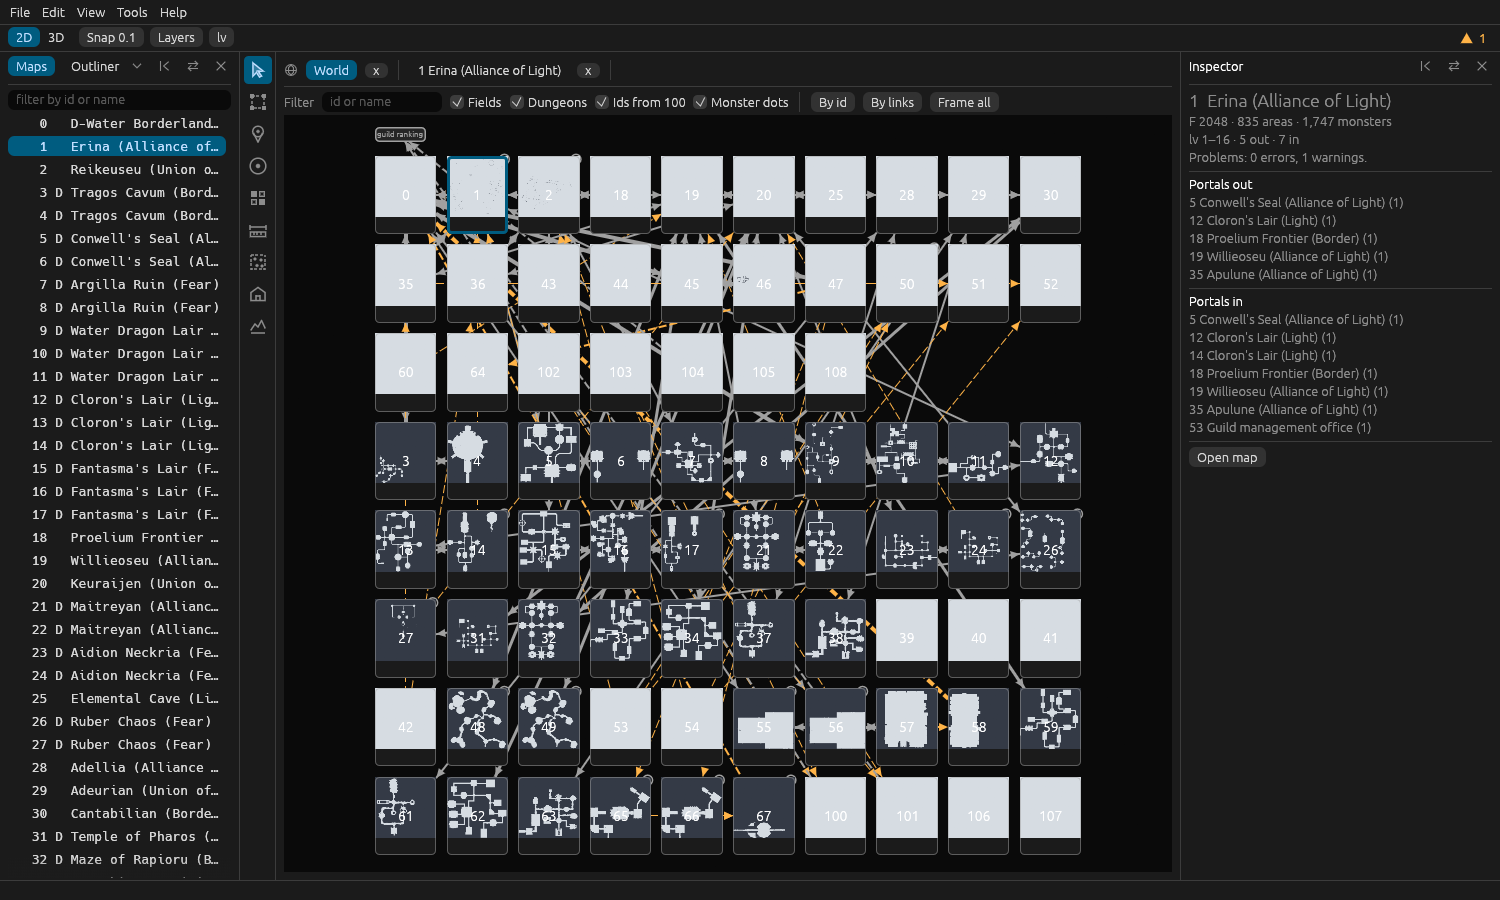 File Edit View Tools Help
2D 3D Snap 0.1 Layers lv 1
Maps Outliner
filter by id or name
0 D-Water Borderland…
1 Erina (Alliance of…
2 Reikeuseu (Union o…
3 D Tragos Cavum (Bord…
4 D Tragos Cavum (Bord…
5 D Conwell's Seal (Al…
6 D Conwell's Seal (Al…
7 D Argilla Ruin (Fear)
8 D Argilla Ruin (Fear)
9 D Water Dragon Lair …
10 D Water Dragon Lair …
11 D Water Dragon Lair …
12 D Cloron's Lair (Lig…
13 D Cloron's Lair (Lig…
14 D Cloron's Lair (Lig…
15 D Fantasma's Lair (F…
16 D Fantasma's Lair (F…
17 D Fantasma's Lair (F…
18 Proelium Frontier …
19 Willieoseu (Allian…
20 Keuraijen (Union o…
21 D Maitreyan (Allianc…
22 D Maitreyan (Allianc…
23 D Aidion Neckria (Fe…
24 D Aidion Neckria (Fe…
25 Elemental Cave (Li…
26 D Ruber Chaos (Fear)
27 D Ruber Chaos (Fear)
28 Adellia (Alliance …
29 Adeurian (Union of…
30 Cantabilian (Borde…
31 D Temple of Pharos (…
32 D Maze of Rapioru (B…
World x 1 Erina (Alliance of Light) x
Filter id or name Fields Dungeons Ids from 100 Monster dots By id By links Frame all
guild ranking
0 1 2 18 19 20 25 28 29 30
35 36 43 44 45 46 47 50 51 52
60 64 102 103 104 105 108
3 4 5 6 7 8 9 10 11 12
13 14 15 16 17 21 22 23 24 26
27 31 32 33 34 37 38 39 40 41
42 48 49 53 54 55 56 57 58 59
61 62 63 65 66 67 100 101 106 107
Inspector
1 Erina (Alliance of Light)
F 2048 · 835 areas · 1,747 monsters
lv 1–16 · 5 out · 7 in
Problems: 0 errors, 1 warnings.
Portals out
5 Conwell's Seal (Alliance of Light) (1)
12 Cloron's Lair (Light) (1)
18 Proelium Frontier (Border) (1)
19 Willieoseu (Alliance of Light) (1)
35 Apulune (Alliance of Light) (1)
Portals in
5 Conwell's Seal (Alliance of Light) (1)
12 Cloron's Lair (Light) (1)
14 Cloron's Lair (Light) (1)
18 Proelium Frontier (Border) (1)
19 Willieoseu (Alliance of Light) (1)
35 Apulune (Alliance of Light) (1)
53 Guild management office (1)
Open map